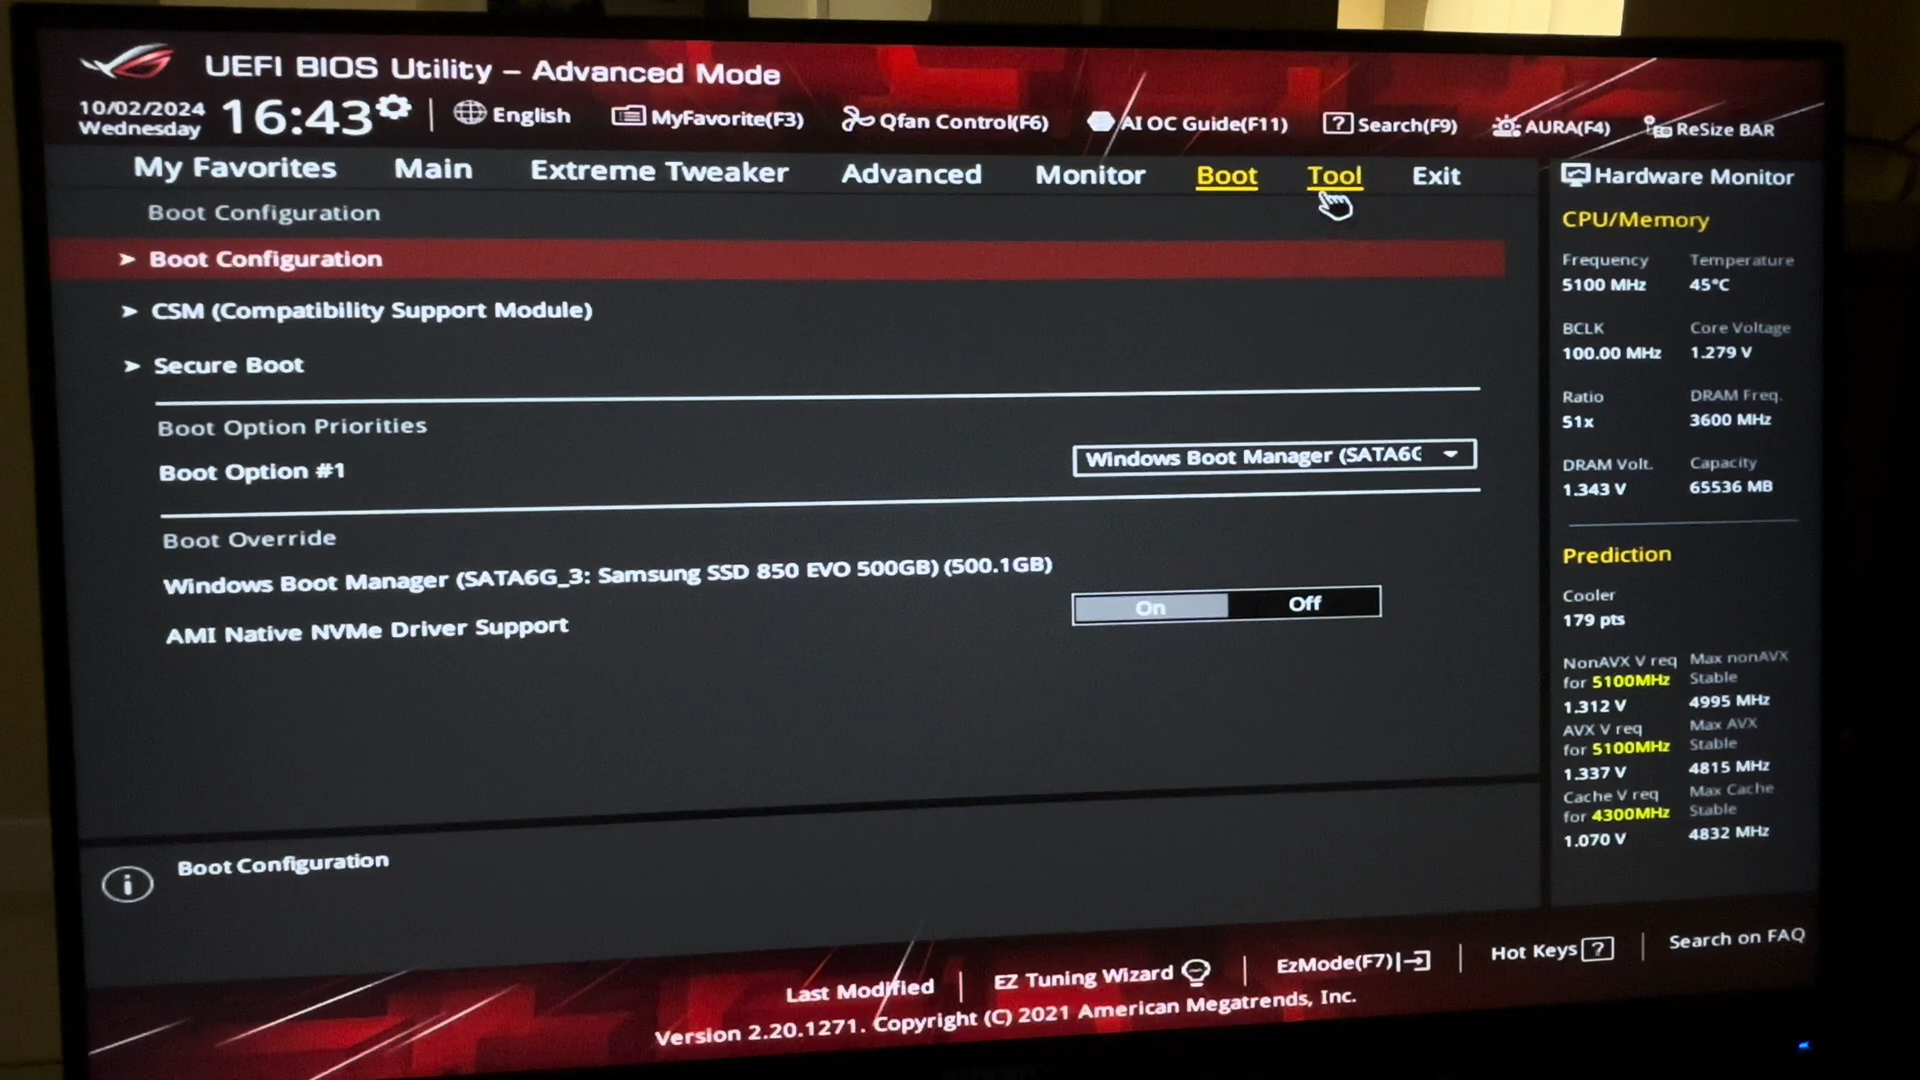 UEFI BIOS Utility – Advanced Mode
10/02/2024
Wednesday
16:43
English
MyFavorite(F3)
Qfan Control(F6)
AI OC Guide(F11)
? Search(F9)
AURA(F4)
ReSize BAR
My Favorites Main Extreme Tweaker Advanced Monitor Boot Tool Exit
Boot Configuration
> Boot Configuration
> CSM (Compatibility Support Module)
> Secure Boot
Boot Option Priorities
Boot Option #1
Windows Boot Manager (SATA6G
Boot Override
Windows Boot Manager (SATA6G_3: Samsung SSD 850 EVO 500GB) (500.1GB)
AMI Native NVMe Driver Support
On Off
i Boot Configuration
Hardware Monitor
CPU/Memory
Frequency Temperature
5100 MHz 45°C
BCLK Core Voltage
100.00 MHz 1.279 V
Ratio DRAM Freq.
51x 3600 MHz
DRAM Volt. Capacity
1.343 V 65536 MB
Prediction
Cooler
179 pts
NonAVX V req Max nonAVX
for 5100MHz Stable
1.312 V 4995 MHz
AVX V req Max AVX
for 5100MHz Stable
1.337 V 4815 MHz
Cache V req Max Cache
for 4300MHz Stable
1.070 V 4832 MHz
Last Modified
EZ Tuning Wizard
EzMode(F7)
Hot Keys ?
Search on FAQ
Version 2.20.1271. Copyright (C) 2021 American Megatrends, Inc.